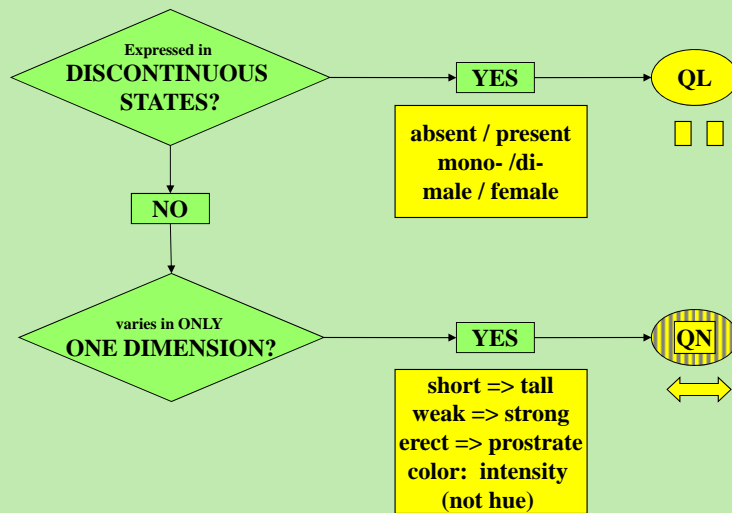 Expressed in
DISCONTINUOUS
STATES?
YES
QL
absent / present
mono- /di-
male / female
NO
varies in ONLY
ONE DIMENSION?
YES
QN
short => tall
weak => strong
erect => prostrate
color:  intensity
(not hue)